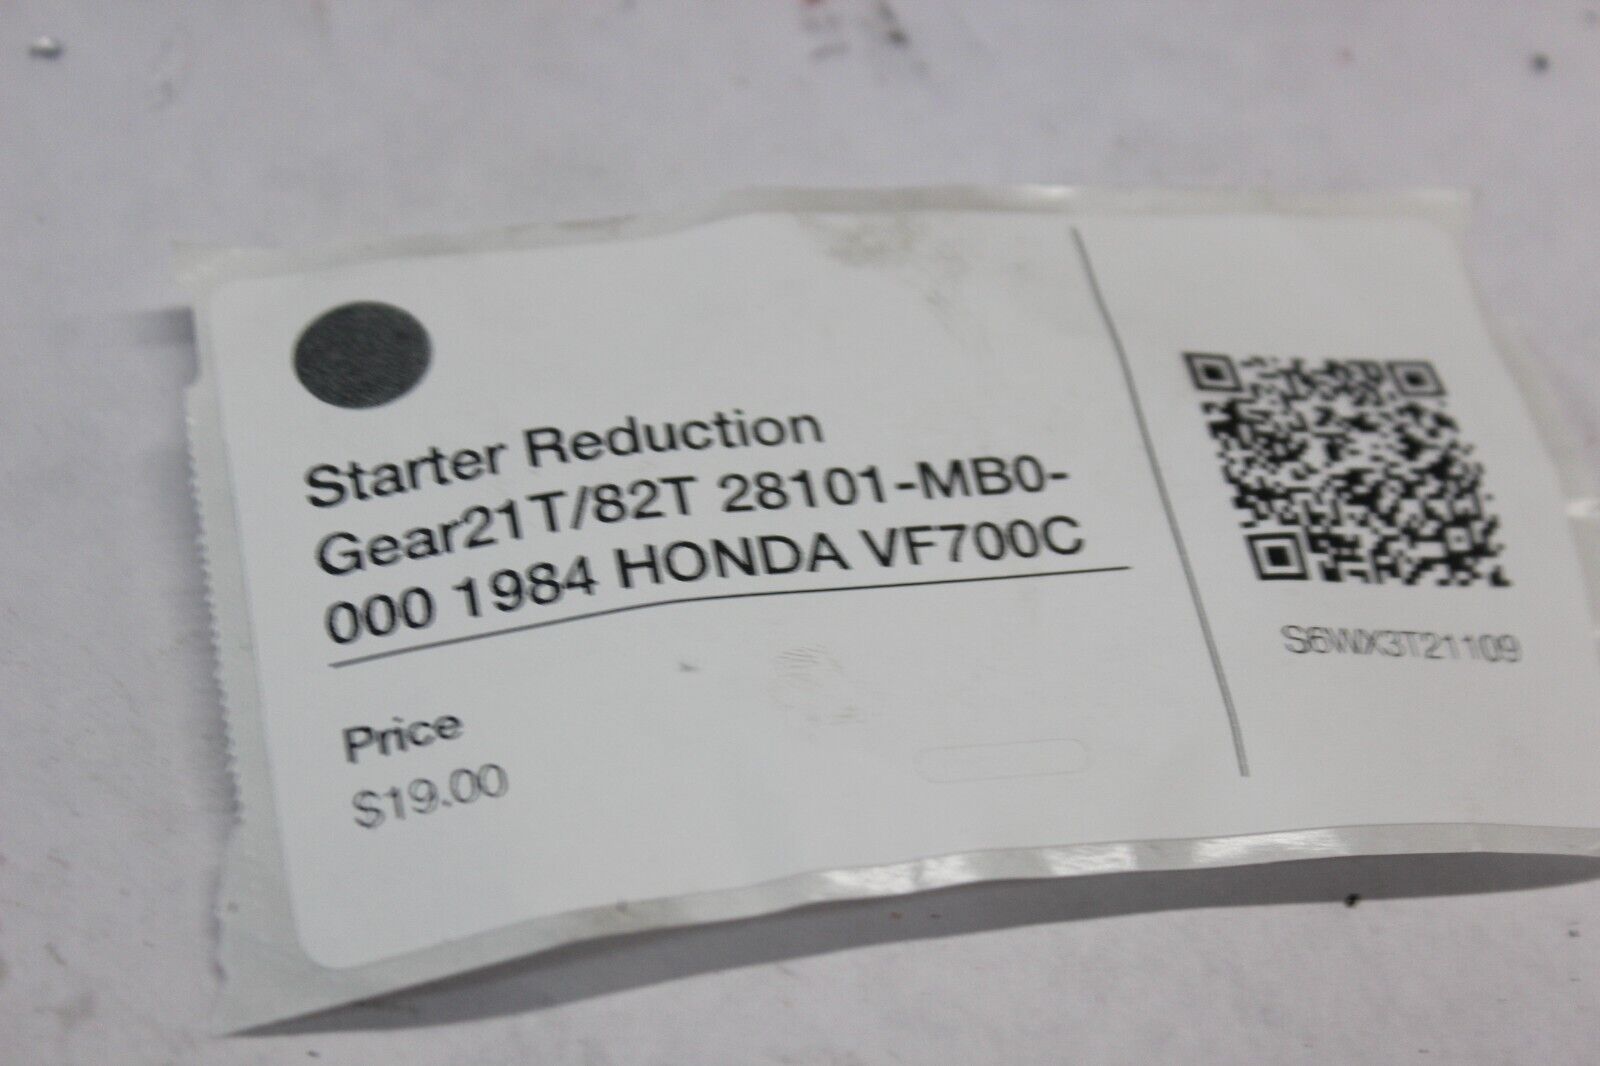 Starter Reduction
Gear21T/82T 28101-MB0-
000 1984 HONDA VF700C
Price
$19.00
S6WX3T21109